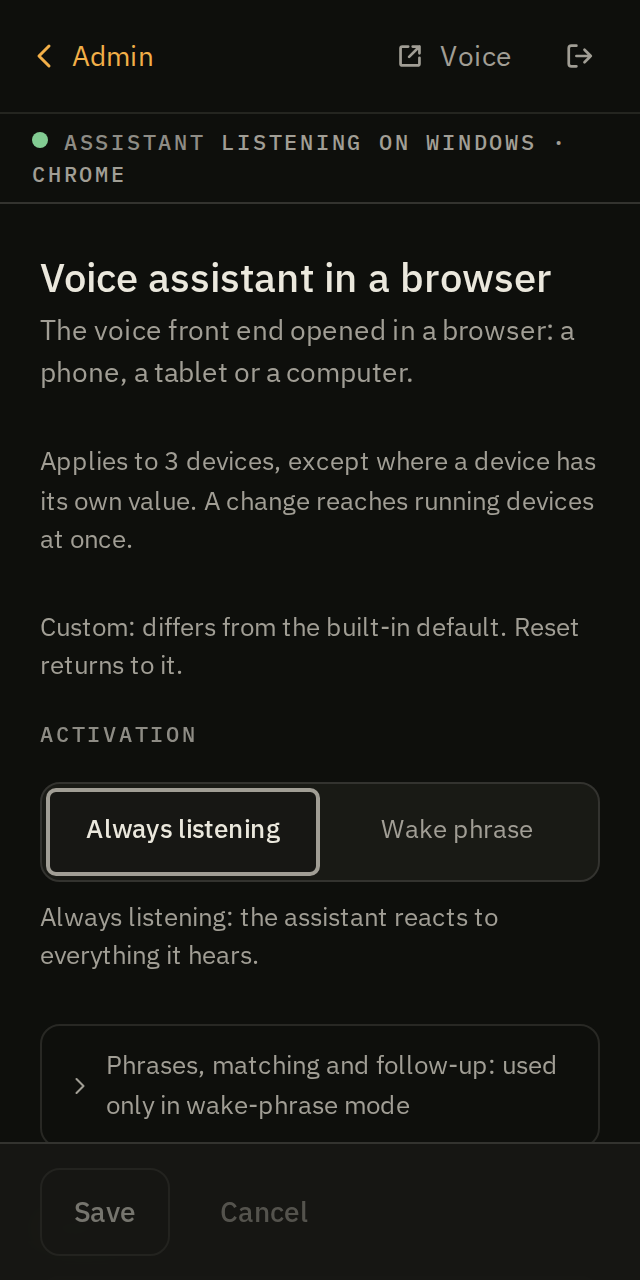 Admin
Voice
ASSISTANT LISTENING ON WINDOWS ·
CHROME
Voice assistant in a browser
The voice front end opened in a browser: a
phone, a tablet or a computer.
Applies to 3 devices, except where a device has
its own value. A change reaches running devices
at once.
Custom: differs from the built-in default. Reset
returns to it.
ACTIVATION
Always listening
Wake phrase
Always listening: the assistant reacts to
everything it hears.
Phrases, matching and follow-up: used
only in wake-phrase mode
Save
Cancel